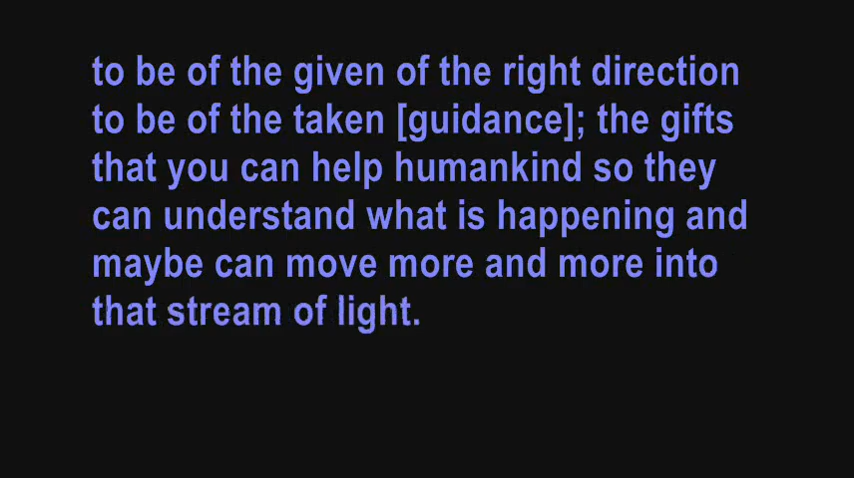 to be of the given of the right direction
to be of the taken [guidance]; the gifts
that you can help humankind so they
can understand what is happening and
maybe can move more and more into
that stream of light.